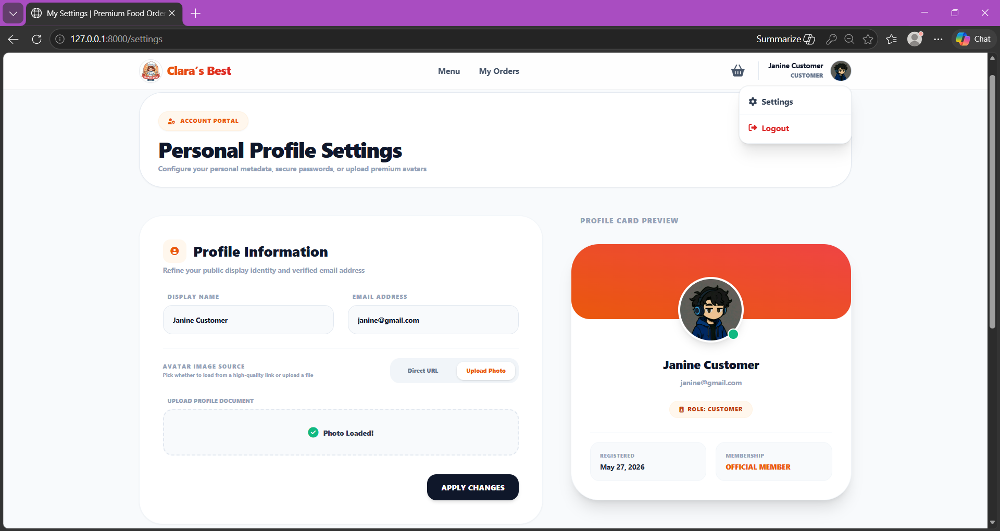 My Settings | Premium Food Orde
127.0.0.1:8000/settings
Summarize
Chat
Clara's Best
Menu
My Orders
Janine Customer
CUSTOMER
Settings
Logout
ACCOUNT PORTAL
Personal Profile Settings
Configure your personal metadata, secure passwords, or upload premium avatars
Profile Information
Refine your public display identity and verified email address
DISPLAY NAME
EMAIL ADDRESS
Janine Customer
janine@gmail.com
AVATAR IMAGE SOURCE
Pick whether to load from a high-quality link or upload a file
Direct URL
Upload Photo
UPLOAD PROFILE DOCUMENT
Photo Loaded!
APPLY CHANGES
PROFILE CARD PREVIEW
Janine Customer
janine@gmail.com
ROLE: CUSTOMER
REGISTERED
May 27, 2026
MEMBERSHIP
OFFICIAL MEMBER